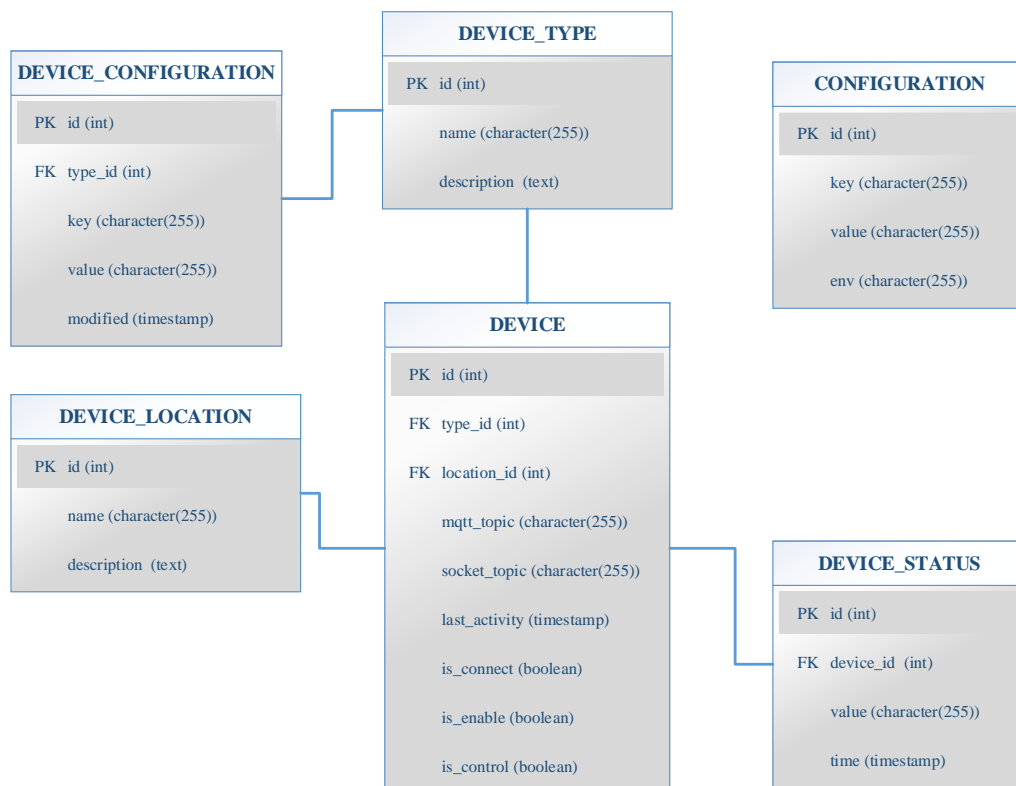 DEVICE_CONFIGURATION
PK id (int)
FK type_id (int)
key (character(255))
value (character(255))
modified (timestamp)
DEVICE_TYPE
PK id (int)
name (character(255))
description (text)
CONFIGURATION
PK id (int)
key (character(255))
value (character(255))
env (character(255))
DEVICE_LOCATION
PK id (int)
name (character(255))
description (text)
DEVICE
PK id (int)
FK type_id (int)
FK location_id (int)
mqtt_topic (character(255))
socket_topic (character(255))
last_activity (timestamp)
is_connect (boolean)
is_enable (boolean)
is_control (boolean)
DEVICE_STATUS
PK id (int)
FK device_id (int)
value (character(255))
time (timestamp)